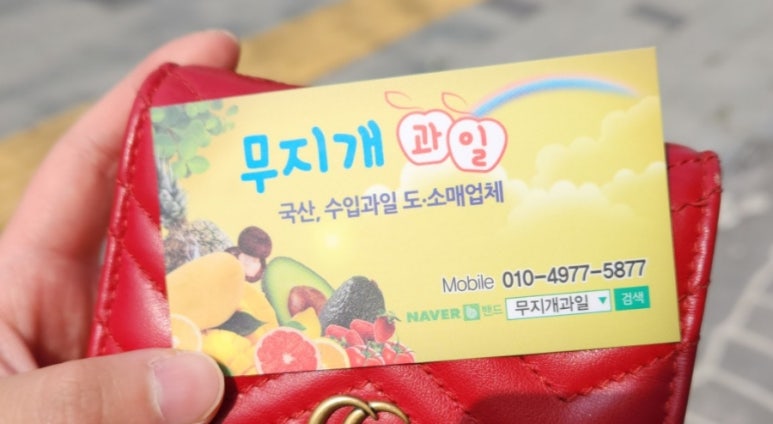 무지개 과일
국산, 수입과일 도·소매업체
Mobile 010-4977-5877
NAVER 밴드 무지개과일 ▼ 검색